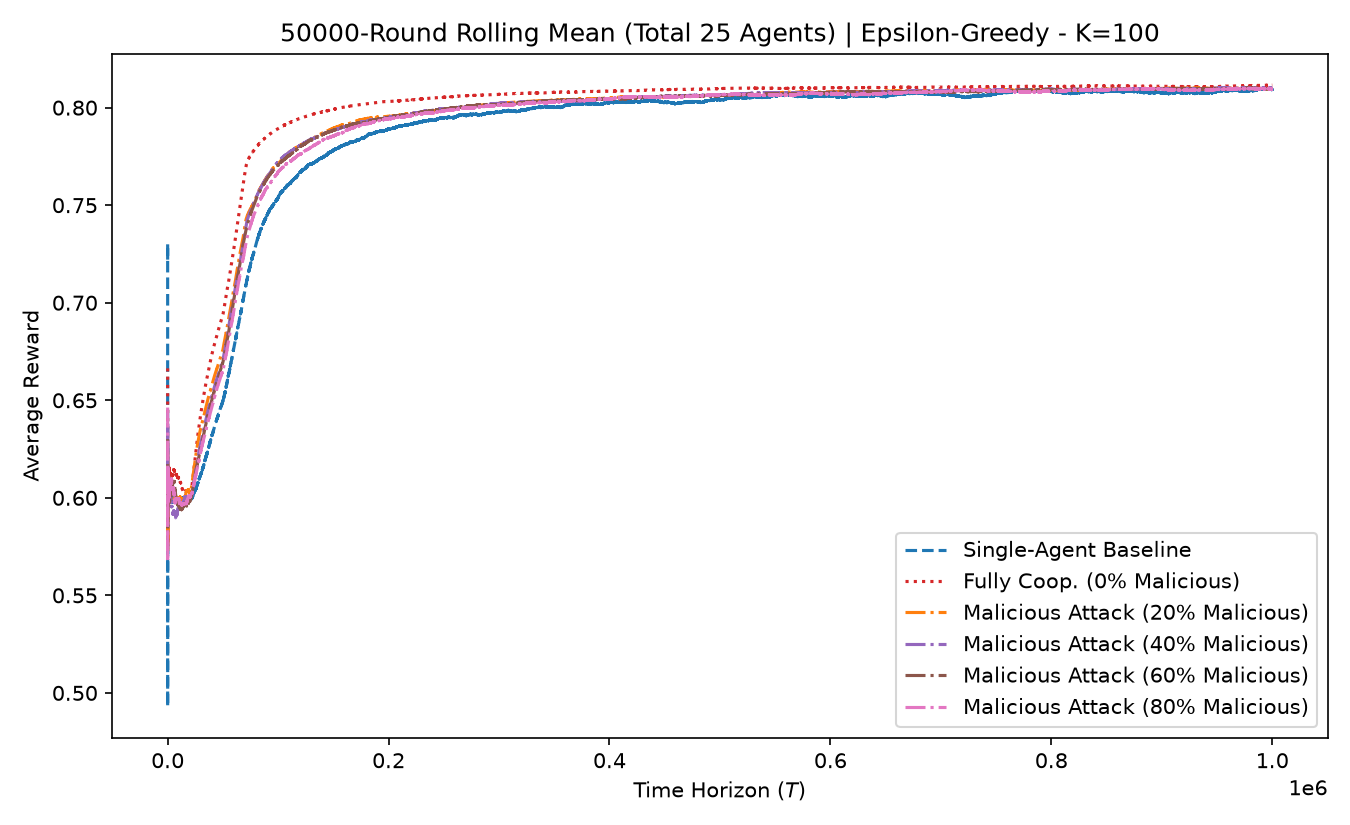 50000-Round Rolling Mean (Total 25 Agents) | Epsilon-Greedy - K=100
Average Reward
0.80
0.75
0.70
0.65
0.60
0.55
0.50
Single-Agent Baseline
Fully Coop. (0% Malicious)
Malicious Attack (20% Malicious)
Malicious Attack (40% Malicious)
Malicious Attack (60% Malicious)
Malicious Attack (80% Malicious)
0.0 0.2 0.4 0.6 0.8 1.0
1e6
Time Horizon (T)